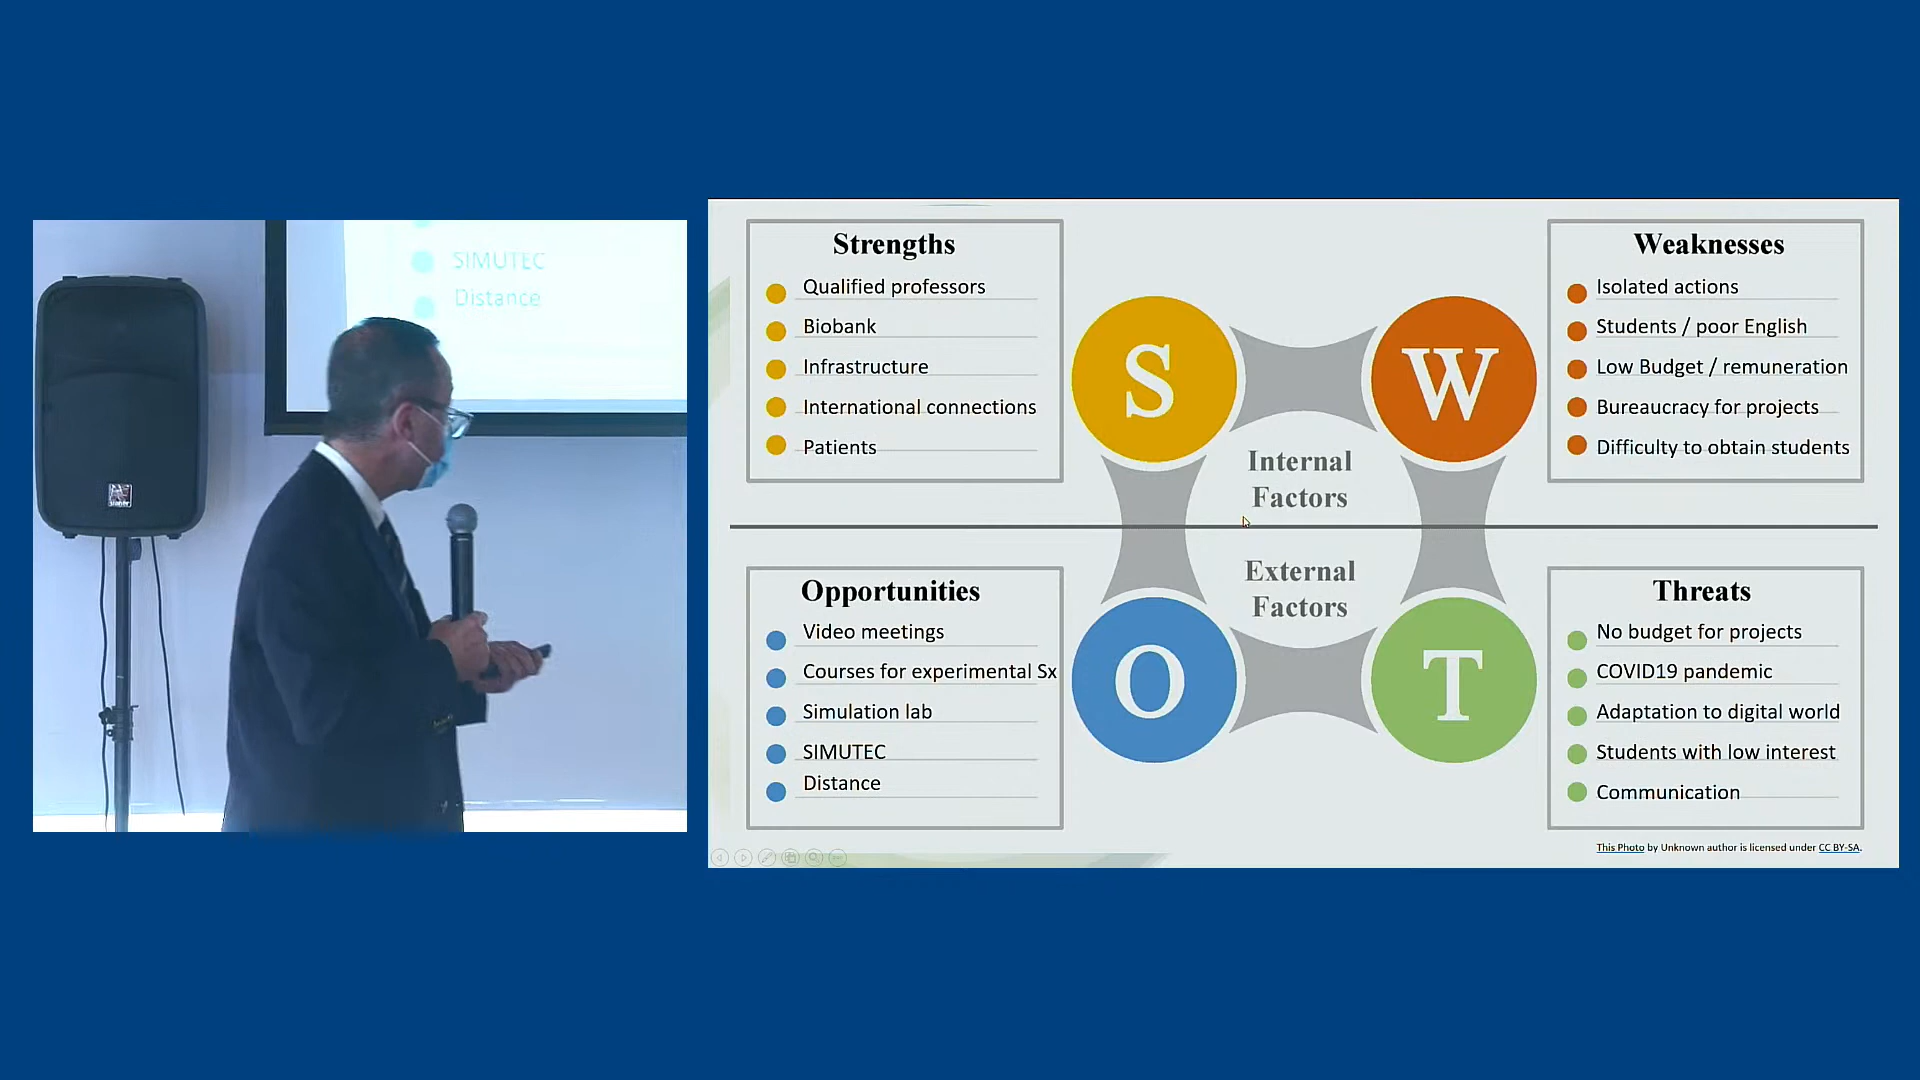 SIMUTEC
Distance
Strengths
Qualified professors
Biobank
Infrastructure
International connections
Patients
S
W
Weaknesses
Isolated actions
Students / poor English
Low Budget / remuneration
Bureaucracy for projects
Difficulty to obtain students
Internal
Factors
External
Factors
Opportunities
Video meetings
Courses for experimental Sx
Simulation lab
SIMUTEC
Distance
O
T
Threats
No budget for projects
COVID19 pandemic
Adaptation to digital world
Students with low interest
Communication
This Photo by Unknown author is licensed under CC BY-SA.